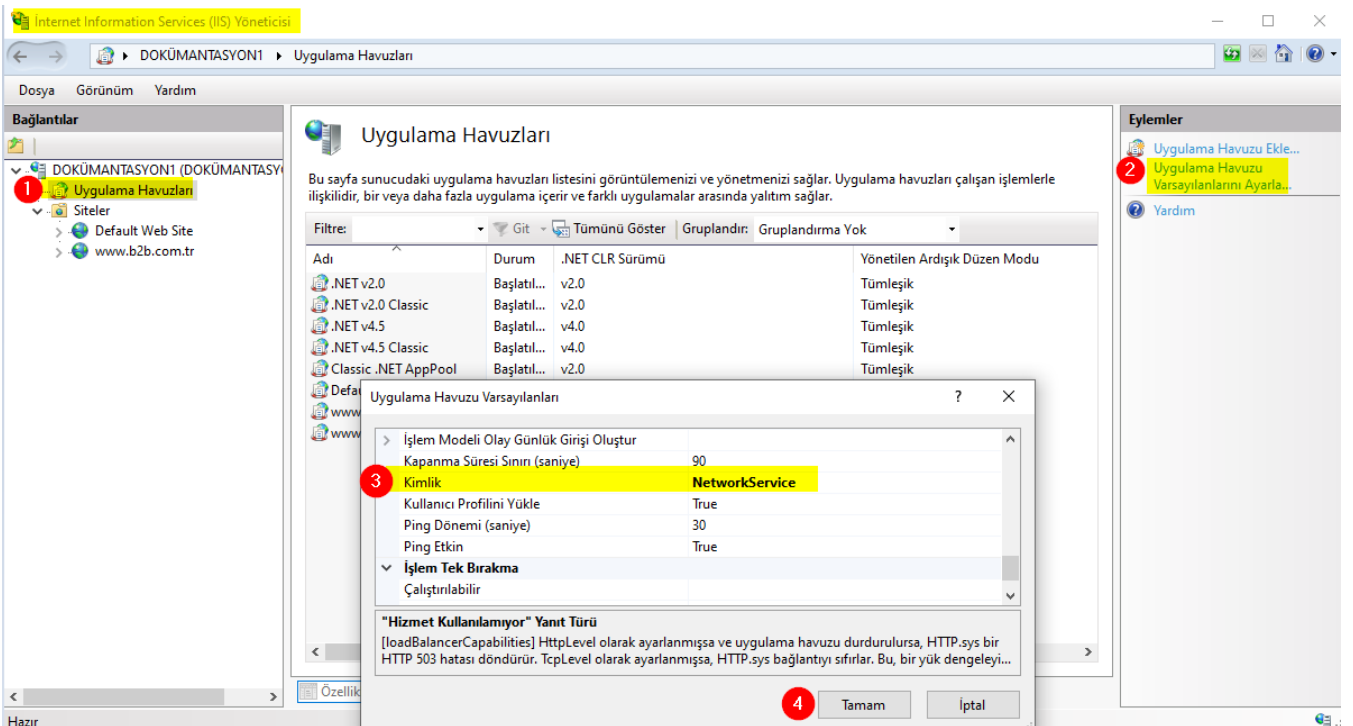 İnternet Information Services (IIS) Yöneticisi
DOKÜMANTASYON1 Uygulama Havuzları
Dosya Görünüm Yardım
Bağlantılar
DOKÜMANTASYON1 (DOKÜMANTASY
1 Uygulama Havuzları
Siteler
Default Web Site
www.b2b.com.tr
Uygulama Havuzları
Bu sayfa sunucudaki uygulama havuzları listesini görüntülemenizi ve yönetmenizi sağlar. Uygulama havuzları çalışan işlemlerle
ilişkilidir, bir veya daha fazla uygulama içerir ve farklı uygulamalar arasında yalıtım sağlar.
Filtre: Git Tümünü Göster Gruplandır: Gruplandırma Yok
Adı Durum .NET CLR Sürümü Yönetilen Ardışık Düzen Modu
.NET v2.0 Başlatıl... v2.0 Tümleşik
.NET v2.0 Classic Başlatıl... v2.0 Tümleşik
.NET v4.5 Başlatıl... v4.0 Tümleşik
.NET v4.5 Classic Başlatıl... v4.0 Tümleşik
Classic .NET AppPool Başlatıl... v2.0 Tümleşik
Defau
www
www
Uygulama Havuzu Varsayılanları ?
İşlem Modeli Olay Günlük Girişi Oluştur
Kapanma Süresi Sınırı (saniye) 90
3 Kimlik NetworkService
Kullanıcı Profilini Yükle True
Ping Dönemi (saniye) 30
Ping Etkin True
İşlem Tek Bırakma
Çalıştırılabilir
"Hizmet Kullanılamıyor" Yanıt Türü
[loadBalancerCapabilities] HttpLevel olarak ayarlanmışsa ve uygulama havuzu durdurulursa, HTTP.sys bir
HTTP 503 hatası döndürür. TcpLevel olarak ayarlanmışsa, HTTP.sys bağlantıyı sıfırlar. Bu, bir yük dengeleyi...
4 Tamam İptal
Özellik
Eylemler
Uygulama Havuzu Ekle...
2 Uygulama Havuzu
Varsayılanlarını Ayarla...
Yardım
Hazır